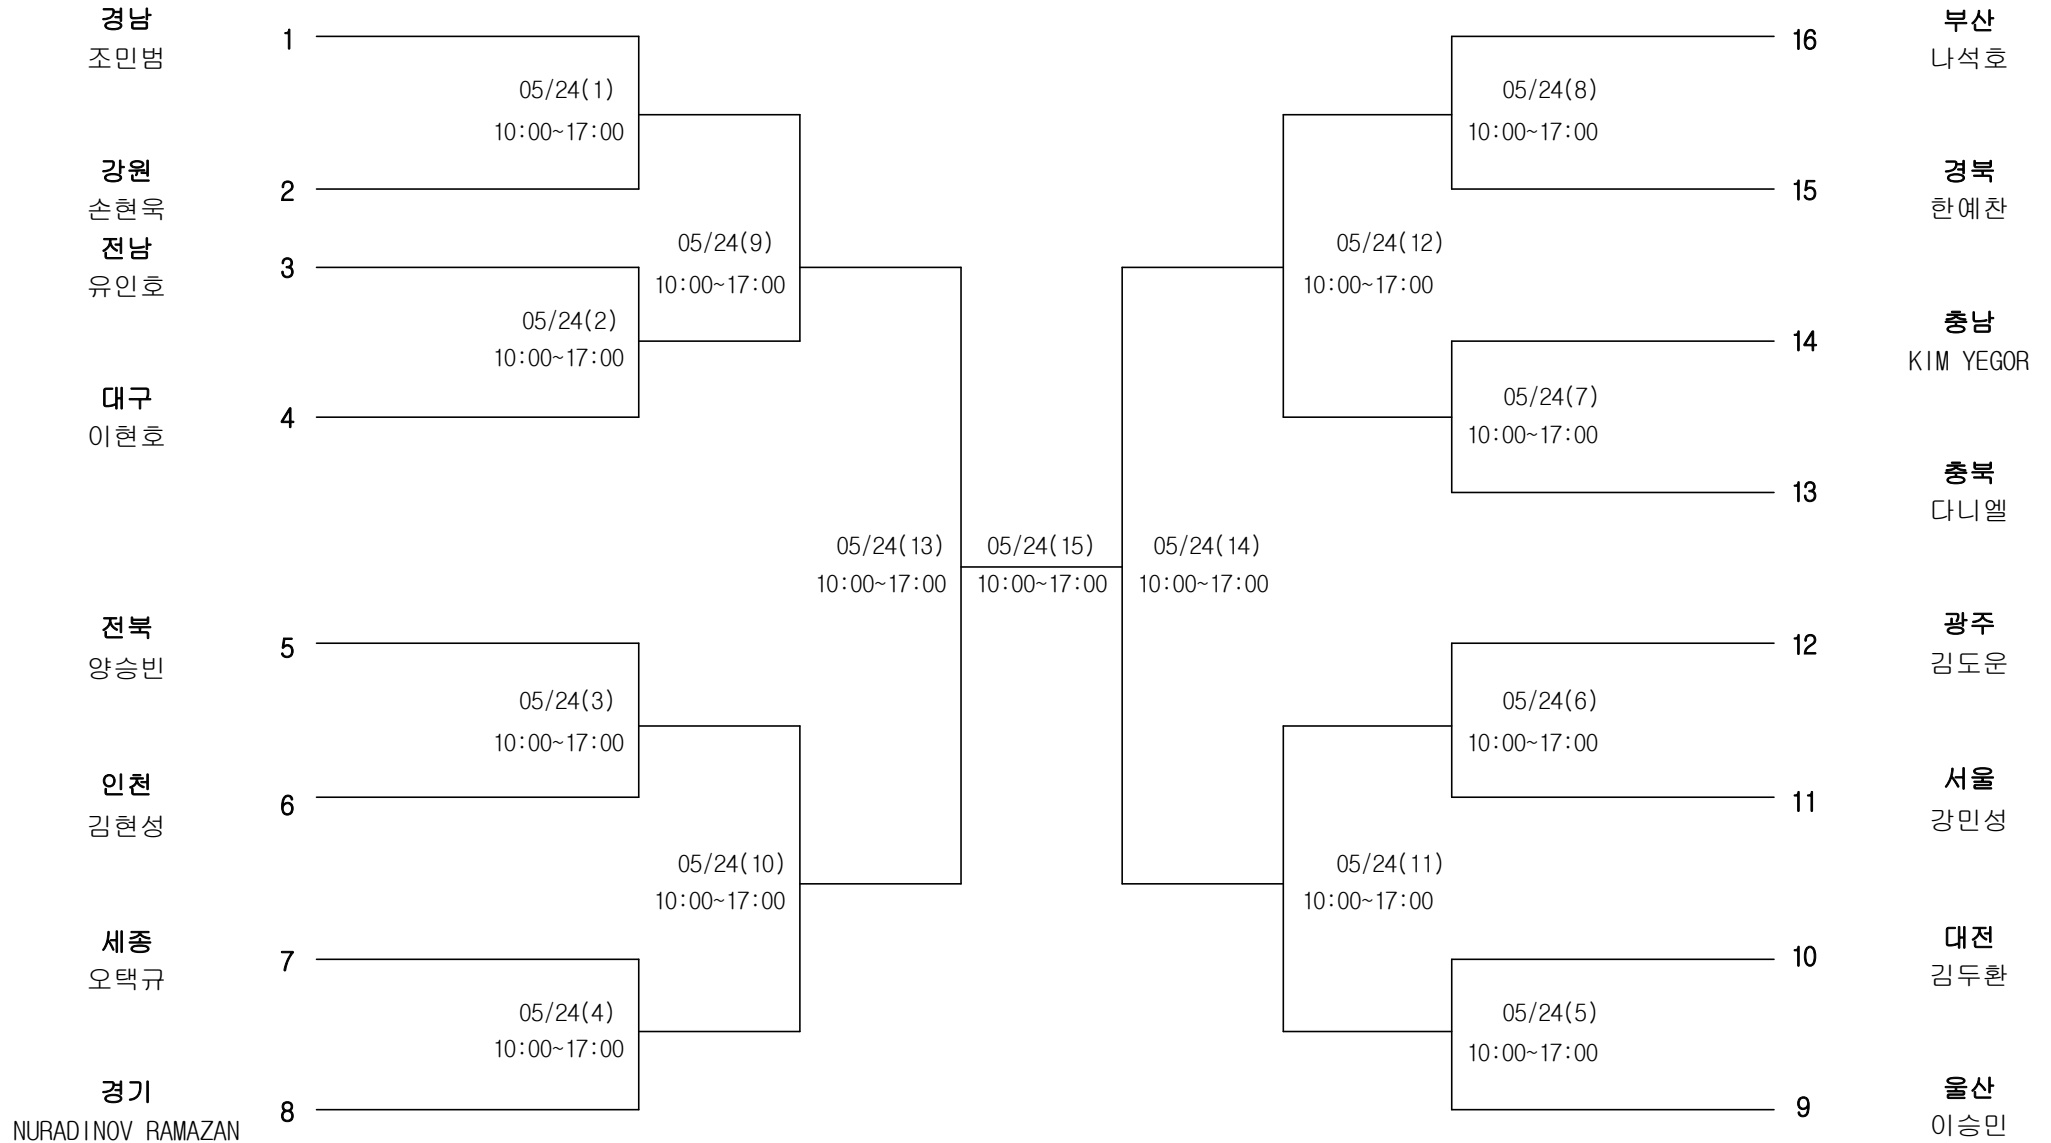 경남
조민범
1
05/24(1)
10:00~17:00
강원
손현욱
2
전남
유인호
3
05/24(9)
10:00~17:00
05/24(2)
10:00~17:00
대구
이현호
4
05/24(13)
10:00~17:00
전북
양승빈
5
05/24(3)
10:00~17:00
인천
김현성
6
05/24(10)
10:00~17:00
세종
오택규
7
05/24(4)
10:00~17:00
경기
NURADINOV RAMAZAN
8
05/24(15)
10:00~17:00
부산
나석호
16
05/24(8)
10:00~17:00
경북
한예찬
15
05/24(12)
10:00~17:00
충남
KIM YEGOR
14
05/24(7)
10:00~17:00
충북
다니엘
13
05/24(14)
10:00~17:00
광주
김도운
12
05/24(6)
10:00~17:00
서울
강민성
11
05/24(11)
10:00~17:00
대전
김두환
10
05/24(5)
10:00~17:00
울산
이승민
9